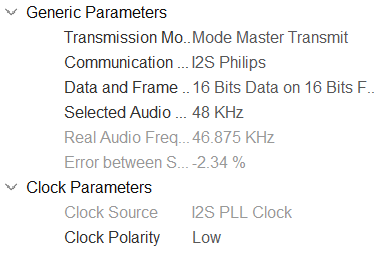 Generic Parameters
Transmission Mo... Mode Master Transmit
Communication ... I2S Philips
Data and Frame ... 16 Bits Data on 16 Bits F...
Selected Audio ... 48 KHz
Real Audio Freq... 46.875 KHz
Error between S... -2.34 %
Clock Parameters
Clock Source I2S PLL Clock
Clock Polarity Low